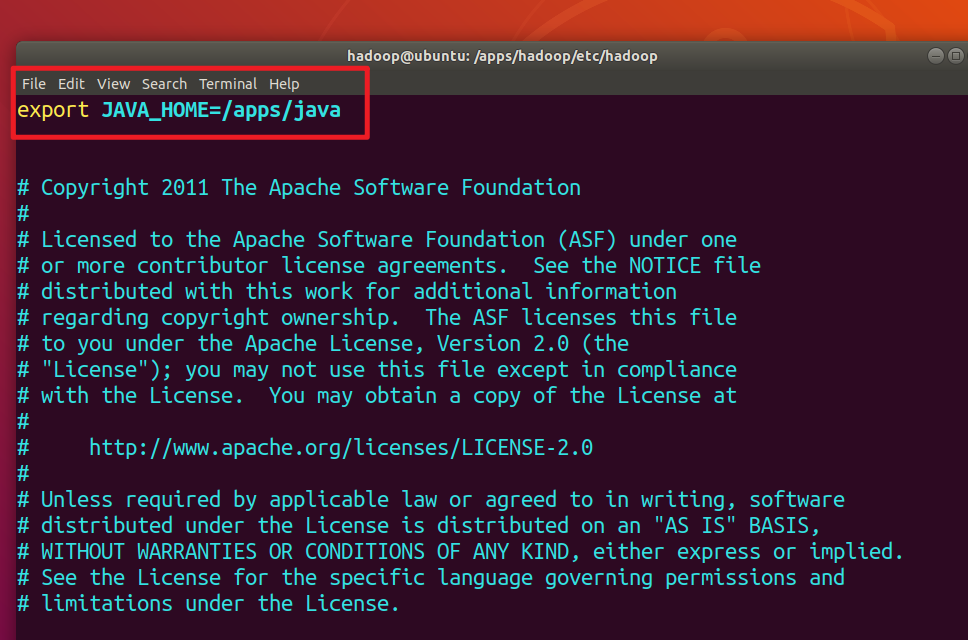 hadoop@ubuntu: /apps/hadoop/etc/hadoop
File Edit View Search Terminal Help
export JAVA_HOME=/apps/java
# Copyright 2011 The Apache Software Foundation
#
# Licensed to the Apache Software Foundation (ASF) under one
# or more contributor license agreements.  See the NOTICE file
# distributed with this work for additional information
# regarding copyright ownership.  The ASF licenses this file
# to you under the Apache License, Version 2.0 (the
# "License"); you may not use this file except in compliance
# with the License.  You may obtain a copy of the License at
#
#     http://www.apache.org/licenses/LICENSE-2.0
#
# Unless required by applicable law or agreed to in writing, software
# distributed under the License is distributed on an "AS IS" BASIS,
# WITHOUT WARRANTIES OR CONDITIONS OF ANY KIND, either express or implied.
# See the License for the specific language governing permissions and
# limitations under the License.